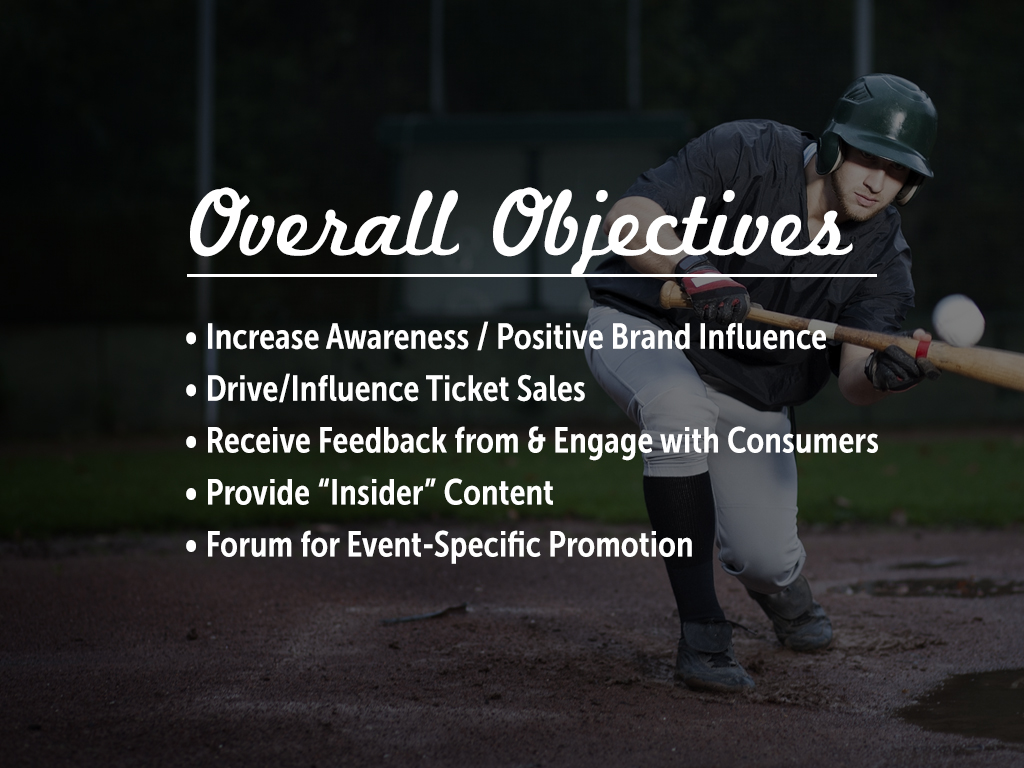 Overall Objectives
• Increase Awareness / Positive Brand Influence
• Drive/Influence Ticket Sales
• Receive Feedback from & Engage with Consumers
• Provide “Insider” Content
• Forum for Event-Specific Promotion